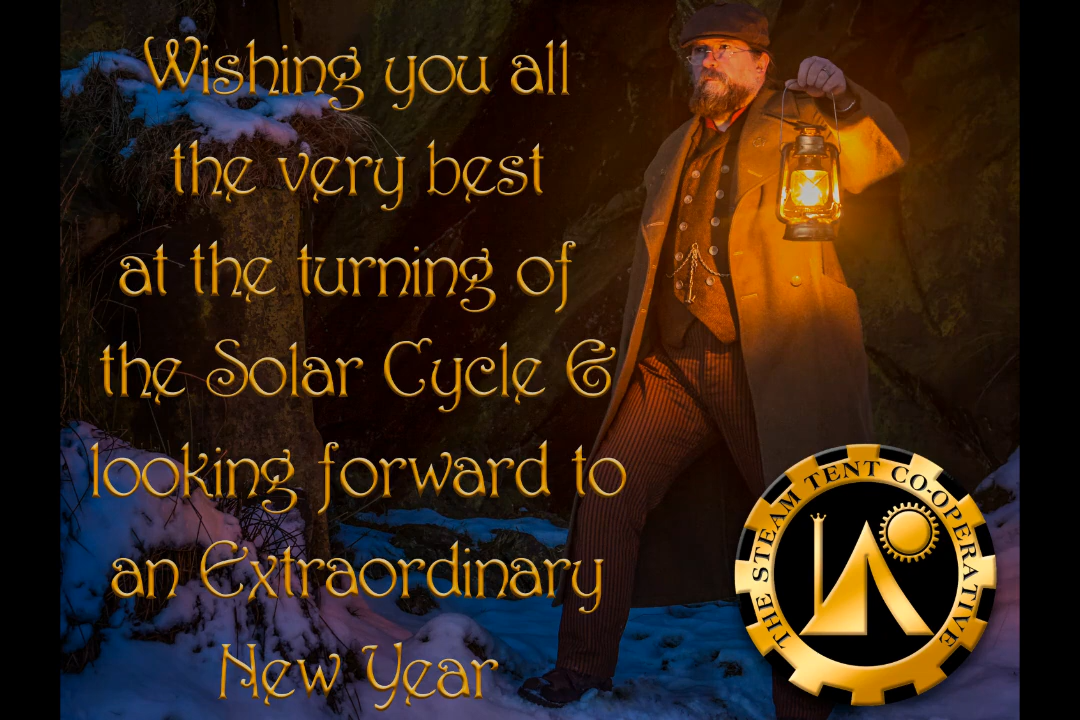 Wishing you all
the very best
at the turning of
the Solar Cycle &
looking forward to
an Extraordinary
New Year
THE STEAM TENT CO-OPERATIVE